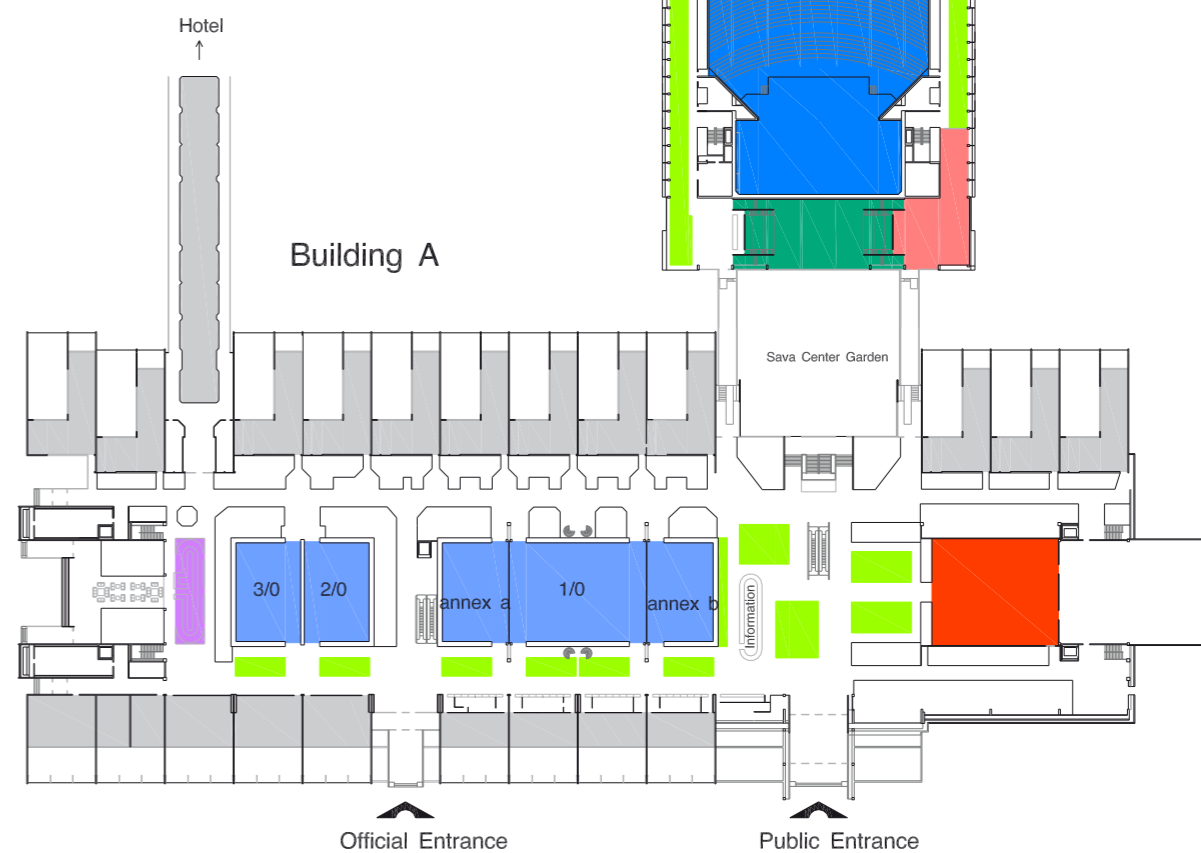 Hotel
Building A
Sava Center Garden
3/0
2/0
annex a
1/0
annex b
Information
Official Entrance
Public Entrance